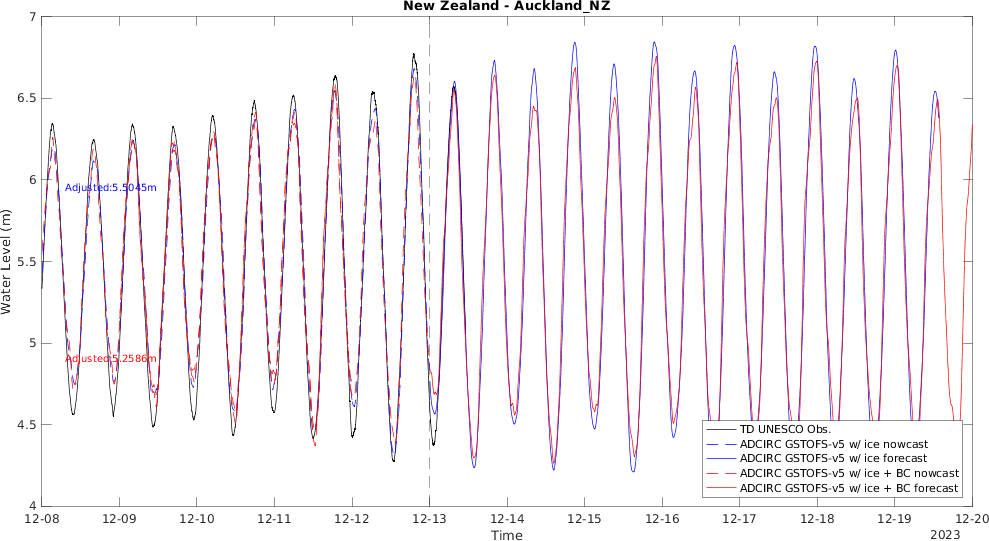 New Zealand - Auckland_NZ
7
6.5
6
5.5
5
4.5
4
Water Level (m)
Adjusted:5.5045m
Adjusted:5.2586m
TD UNESCO Obs.
ADCIRC GSTOFS-v5 w/ ice nowcast
ADCIRC GSTOFS-v5 w/ ice forecast
ADCIRC GSTOFS-v5 w/ ice + BC nowcast
ADCIRC GSTOFS-v5 w/ ice + BC forecast
12-08 12-09 12-10 12-11 12-12 12-13 12-14 12-15 12-16 12-17 12-18 12-19 12-20
Time
2023